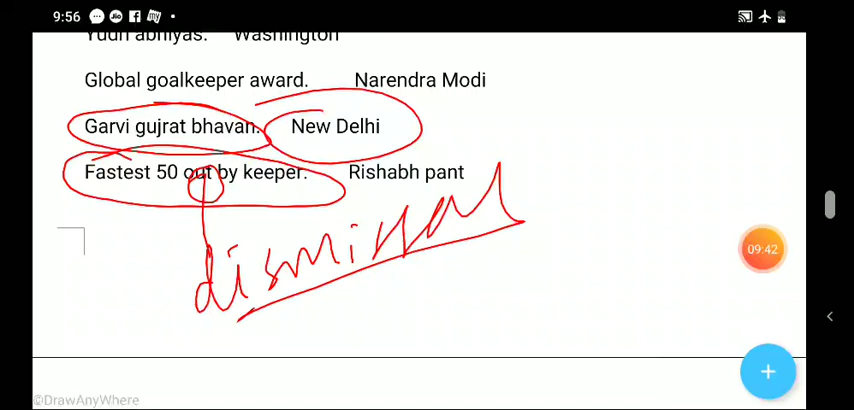 9:56
Yudh abhiyas. Washington
Global goalkeeper award. Narendra Modi
Garvi gujrat bhavan. New Delhi
Fastest 50 out by keeper. Rishabh pant
dismissal
09:42
@DrawAnyWhere